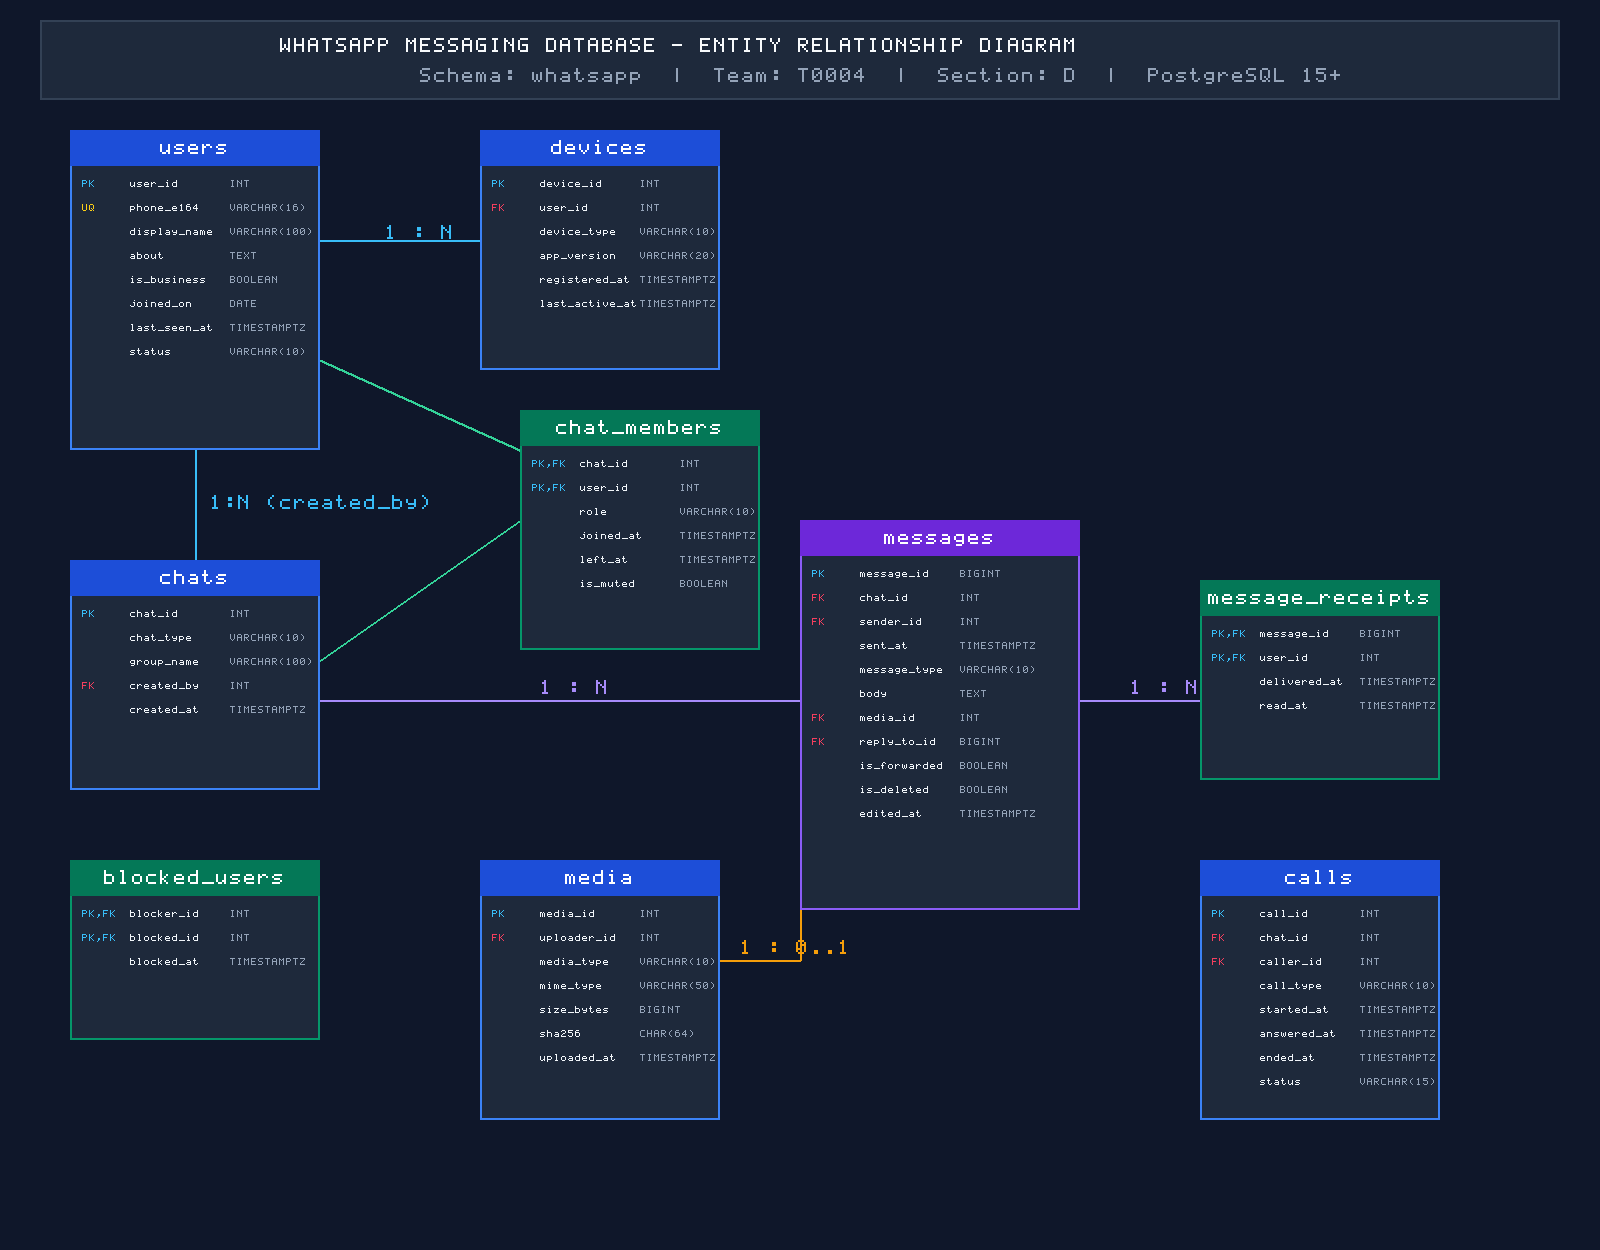 WHATSAPP MESSAGING DATABASE - ENTITY RELATIONSHIP DIAGRAM
Schema: whatsapp | Team: T0004 | Section: D | PostgreSQL 15+
users
PK user_id INT
UQ phone_e164 VARCHAR(16)
display_name VARCHAR(100)
about TEXT
is_business BOOLEAN
joined_on DATE
last_seen_at TIMESTAMPTZ
status VARCHAR(10)
1 : N
devices
PK device_id INT
FK user_id INT
device_type VARCHAR(10)
app_version VARCHAR(20)
registered_at TIMESTAMPTZ
last_active_at TIMESTAMPTZ
chat_members
PK,FK chat_id INT
PK,FK user_id INT
role VARCHAR(10)
joined_at TIMESTAMPTZ
left_at TIMESTAMPTZ
is_muted BOOLEAN
1:N (created_by)
chats
PK chat_id INT
chat_type VARCHAR(10)
group_name VARCHAR(100)
FK created_by INT
created_at TIMESTAMPTZ
1 : N
messages
PK message_id BIGINT
FK chat_id INT
FK sender_id INT
sent_at TIMESTAMPTZ
message_type VARCHAR(10)
body TEXT
FK media_id INT
FK reply_to_id BIGINT
is_forwarded BOOLEAN
is_deleted BOOLEAN
edited_at TIMESTAMPTZ
1 : N
message_receipts
PK,FK message_id BIGINT
PK,FK user_id INT
delivered_at TIMESTAMPTZ
read_at TIMESTAMPTZ
blocked_users
PK,FK blocker_id INT
PK,FK blocked_id INT
blocked_at TIMESTAMPTZ
media
PK media_id INT
FK uploader_id INT
media_type VARCHAR(10)
mime_type VARCHAR(50)
size_bytes BIGINT
sha256 CHAR(64)
uploaded_at TIMESTAMPTZ
1 : 0..1
calls
PK call_id INT
FK chat_id INT
FK caller_id INT
call_type VARCHAR(10)
started_at TIMESTAMPTZ
answered_at TIMESTAMPTZ
ended_at TIMESTAMPTZ
status VARCHAR(15)